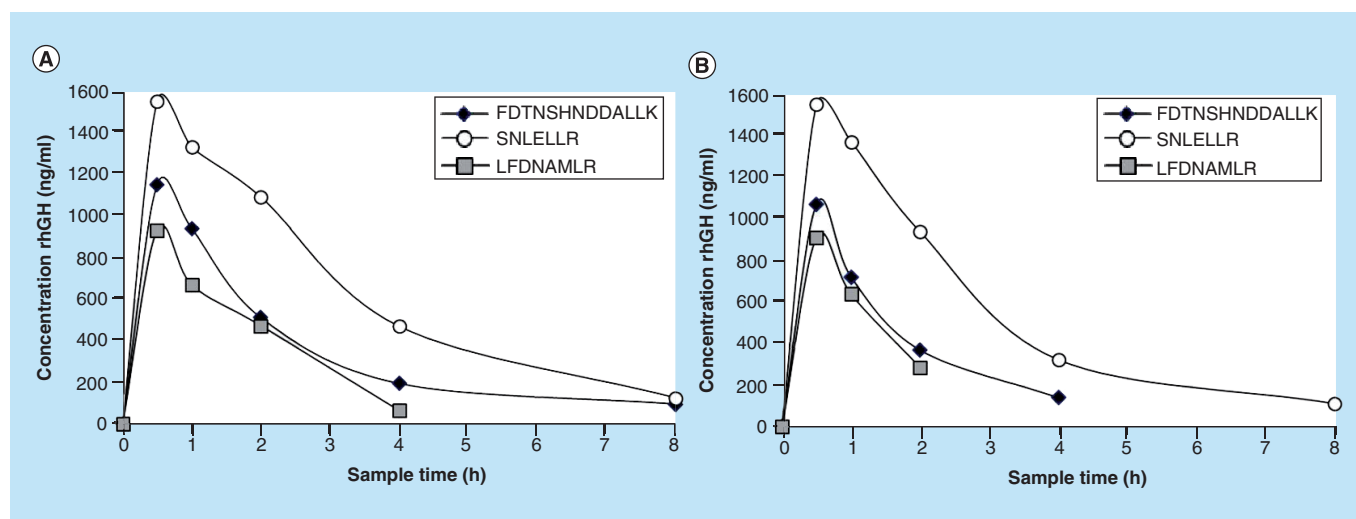 A
Concentration rhGH (ng/ml)
1600
1400
1200
1000
800
600
400
200
0
FDTNSHNDDALLK
SNLELLR
LFDNAMLR
0 1 2 3 4 5 6 7 8
Sample time (h)
B
Concentration rhGH (ng/ml)
1600
1400
1200
1000
800
600
400
200
0
FDTNSHNDDALLK
SNLELLR
LFDNAMLR
0 1 2 3 4 5 6 7 8
Sample time (h)